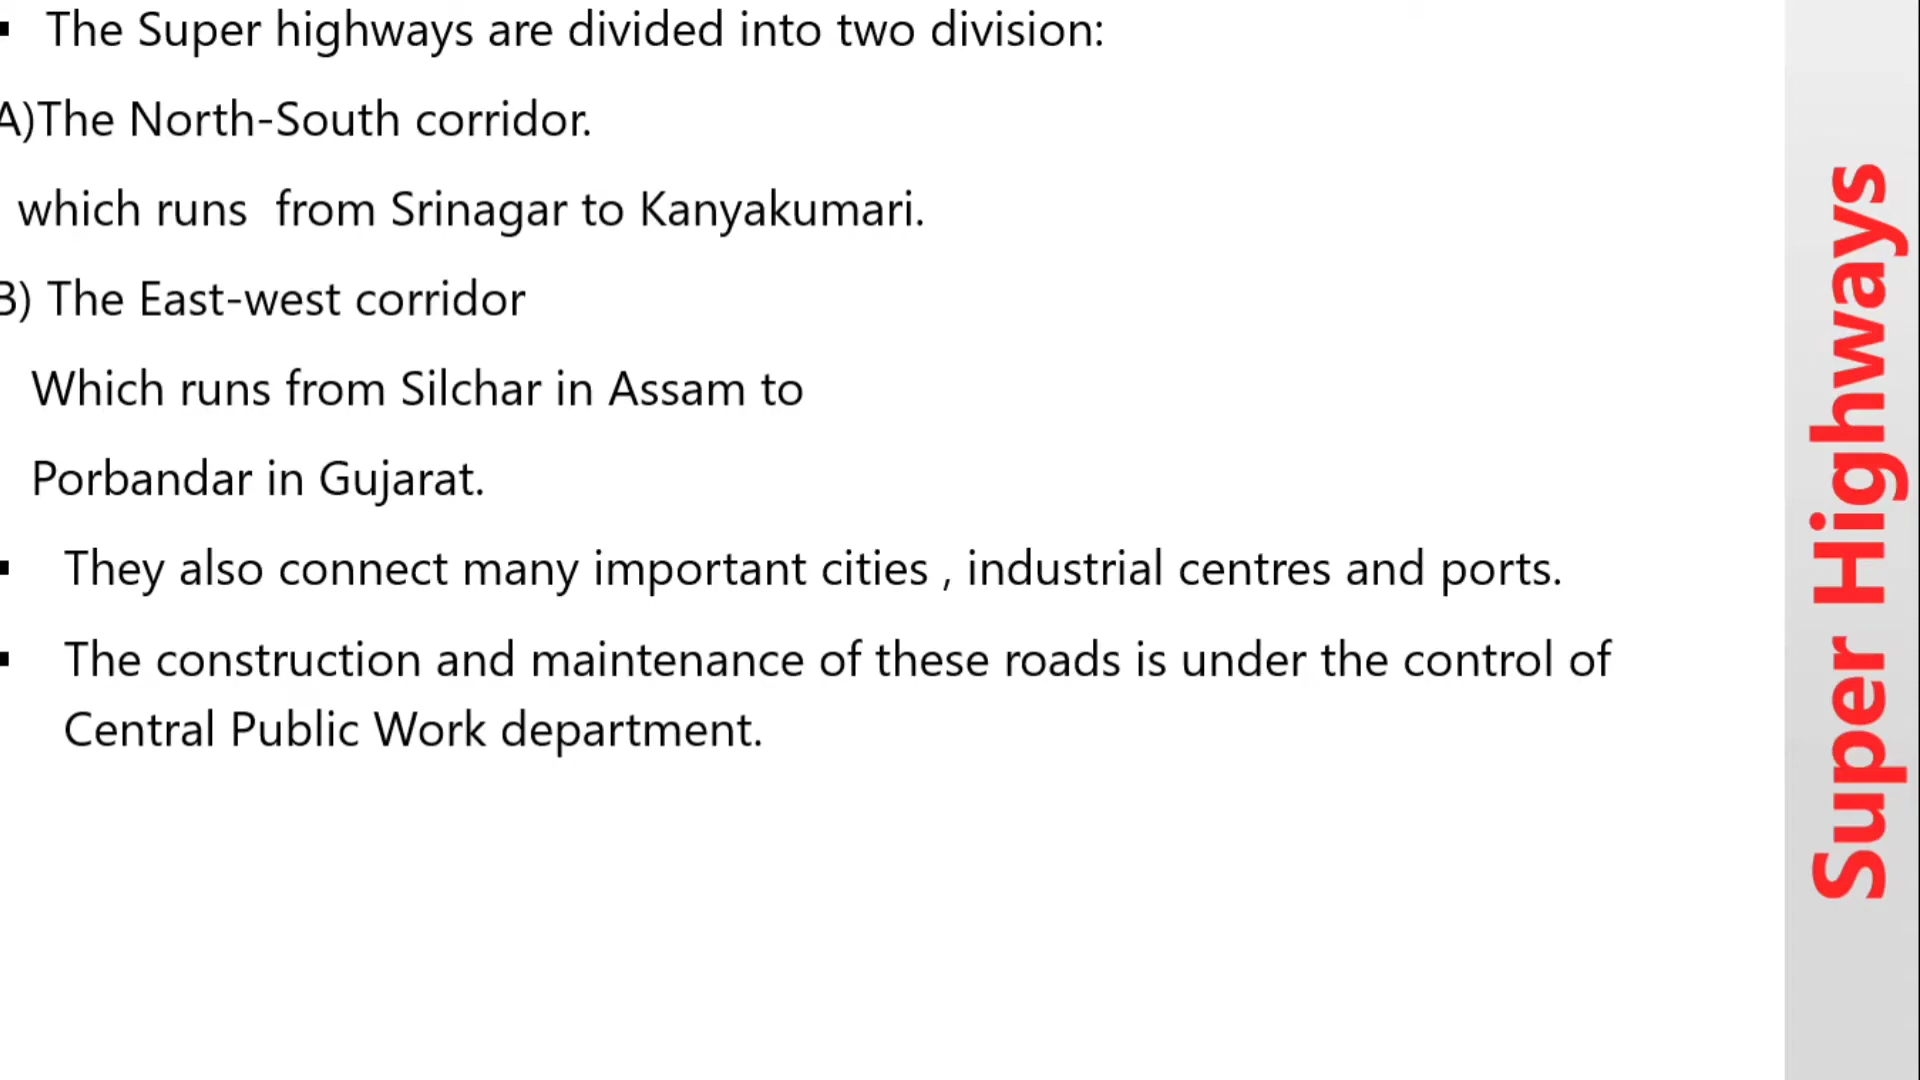 ▪ The Super highways are divided into two division:
A)The North-South corridor.
which runs  from Srinagar to Kanyakumari.
B) The East-west corridor
Which runs from Silchar in Assam to
Porbandar in Gujarat.
▪ They also connect many important cities , industrial centres and ports.
▪ The construction and maintenance of these roads is under the control of
Central Public Work department.
Super Highways